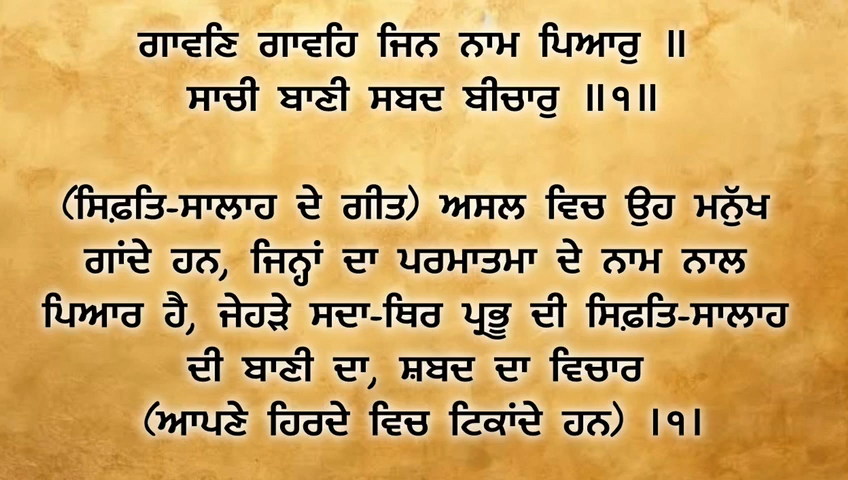 ਗਾਵਣਿ ਗਾਵਹਿ ਜਿਨ ਨਾਮ ਪਿਆਰੁ ॥
ਸਾਚੀ ਬਾਣੀ ਸਬਦ ਬੀਚਾਰੁ ॥੧॥
(ਸਿਫ਼ਤਿ-ਸਾਲਾਹ ਦੇ ਗੀਤ) ਅਸਲ ਵਿਚ ਉਹ ਮਨੁੱਖ
ਗਾਂਦੇ ਹਨ, ਜਿਨ੍ਹਾਂ ਦਾ ਪਰਮਾਤਮਾ ਦੇ ਨਾਮ ਨਾਲ
ਪਿਆਰ ਹੈ, ਜੇਹੜੇ ਸਦਾ-ਥਿਰ ਪ੍ਰਭੂ ਦੀ ਸਿਫ਼ਤਿ-ਸਾਲਾਹ
ਦੀ ਬਾਣੀ ਦਾ, ਸ਼ਬਦ ਦਾ ਵਿਚਾਰ
(ਆਪਣੇ ਹਿਰਦੇ ਵਿਚ ਟਿਕਾਂਦੇ ਹਨ) ।੧।